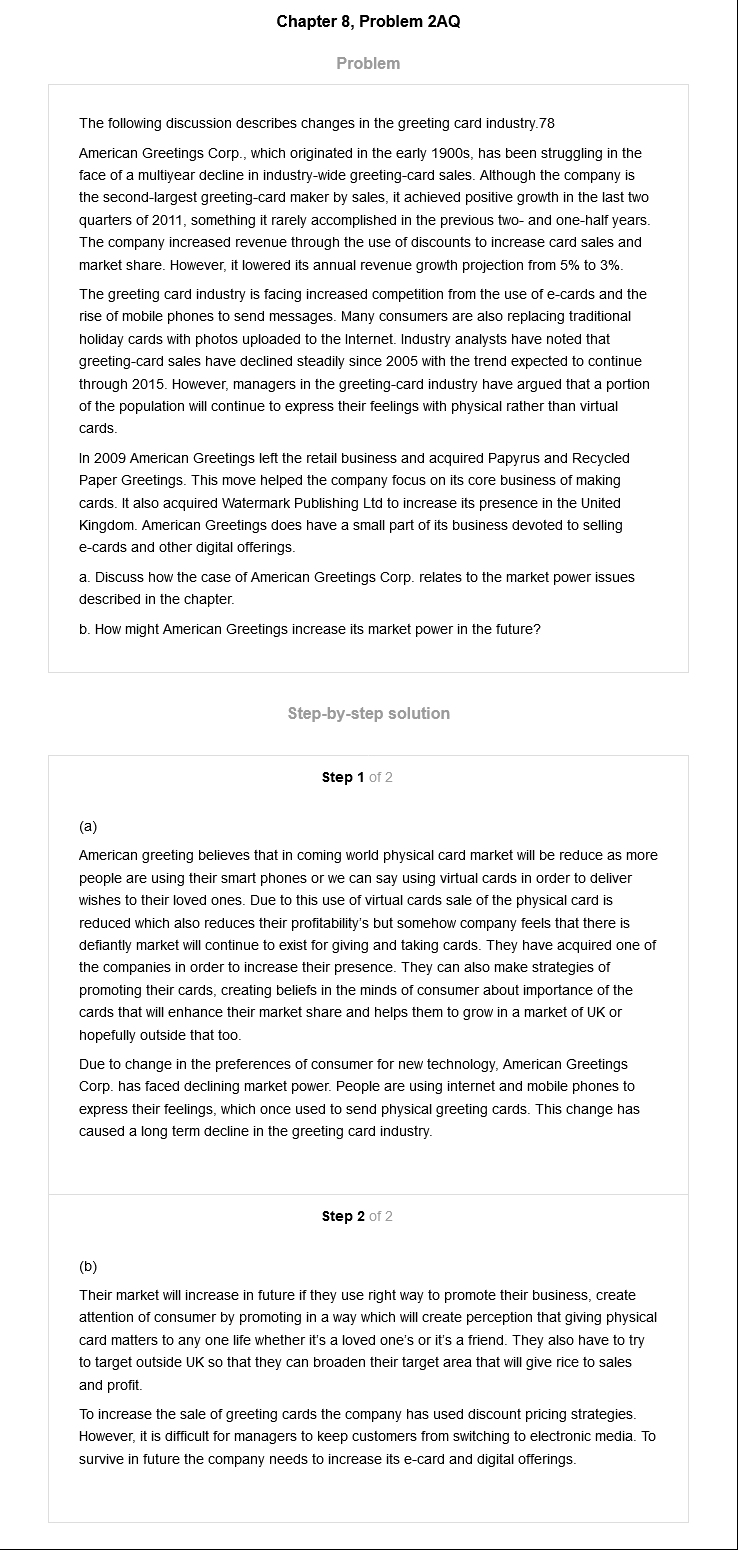 Chapter 8, Problem 2AQ
Problem
The following discussion describes changes in the greeting card industry.78
American Greetings Corp., which originated in the early 1900s, has been struggling in the
face of a multiyear decline in industry-wide greeting-card sales. Although the company is
the second-largest greeting-card maker by sales, it achieved positive growth in the last two
quarters of 2011, something it rarely accomplished in the previous two- and one-half years.
The company increased revenue through the use of discounts to increase card sales and
market share. However, it lowered its annual revenue growth projection from 5% to 3%.
The greeting card industry is facing increased competition from the use of e-cards and the
rise of mobile phones to send messages. Many consumers are also replacing traditional
holiday cards with photos uploaded to the Internet. Industry analysts have noted that
greeting-card sales have declined steadily since 2005 with the trend expected to continue
through 2015. However, managers in the greeting-card industry have argued that a portion
of the population will continue to express their feelings with physical rather than virtual
cards.
In 2009 American Greetings left the retail business and acquired Papyrus and Recycled
Paper Greetings. This move helped the company focus on its core business of making
cards. It also acquired Watermark Publishing Ltd to increase its presence in the United
Kingdom. American Greetings does have a small part of its business devoted to selling
e-cards and other digital offerings.
a. Discuss how the case of American Greetings Corp. relates to the market power issues
described in the chapter.
b. How might American Greetings increase its market power in the future?
Step-by-step solution
Step 1 of 2
(a)
American greeting believes that in coming world physical card market will be reduce as more
people are using their smart phones or we can say using virtual cards in order to deliver
wishes to their loved ones. Due to this use of virtual cards sale of the physical card is
reduced which also reduces their profitability's but somehow company feels that there is
defiantly market will continue to exist for giving and taking cards. They have acquired one of
the companies in order to increase their presence. They can also make strategies of
promoting their cards, creating beliefs in the minds of consumer about importance of the
cards that will enhance their market share and helps them to grow in a market of UK or
hopefully outside that too.
Due to change in the preferences of consumer for new technology, American Greetings
Corp. has faced declining market power. People are using internet and mobile phones to
express their feelings, which once used to send physical greeting cards. This change has
caused a long term decline in the greeting card industry.
Step 2 of 2
(b)
Their market will increase in future if they use right way to promote their business, create
attention of consumer by promoting in a way which will create perception that giving physical
card matters to any one life whether it's a loved one's or it's a friend. They also have to try
to target outside UK so that they can broaden their target area that will give rice to sales
and profit.
To increase the sale of greeting cards the company has used discount pricing strategies.
However, it is difficult for managers to keep customers from switching to electronic media. To
survive in future the company needs to increase its e-card and digital offerings.